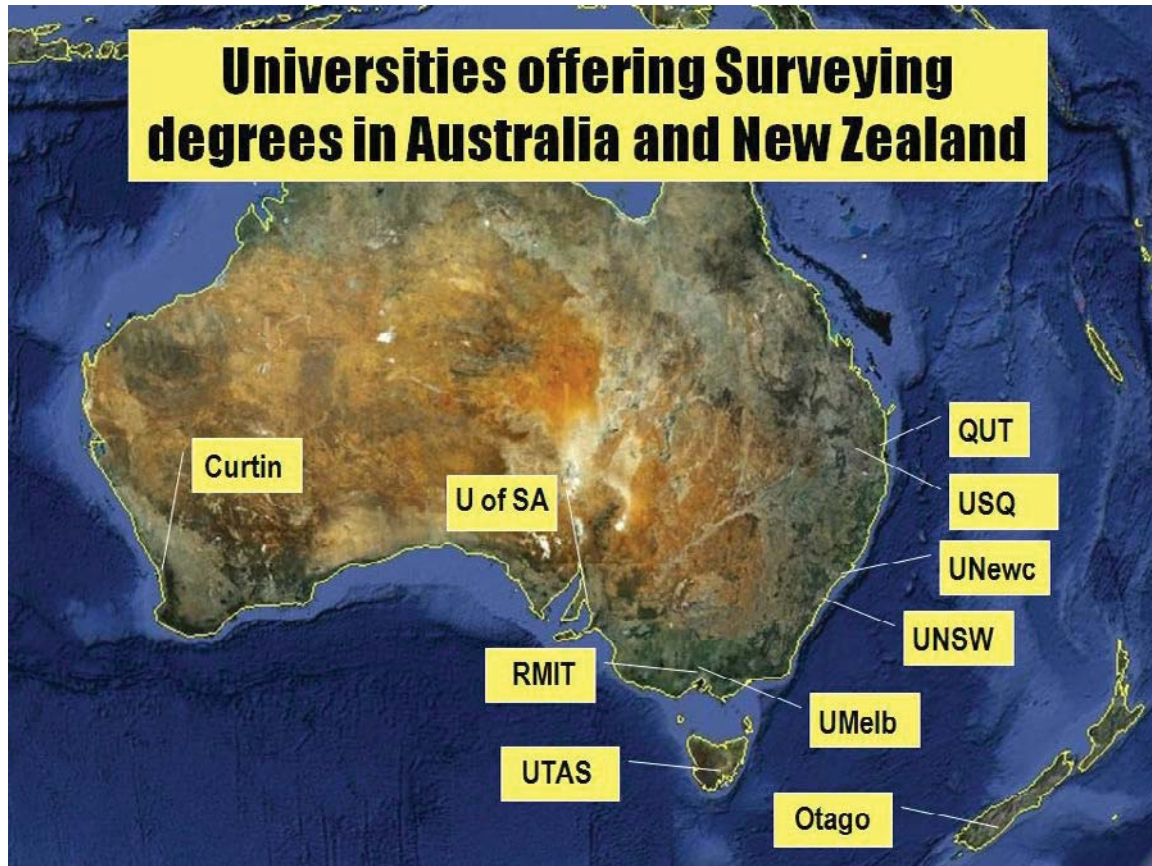 Universities offering Surveying
degrees in Australia and New Zealand
QUT
Curtin
U of SA
USQ
UNewc
UNSW
RMIT
UMelb
UTAS
Otago